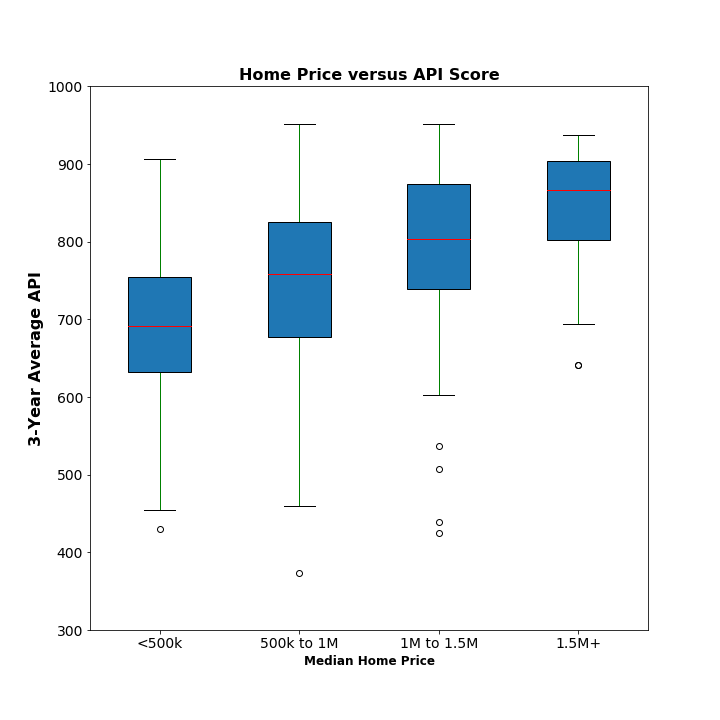 Home Price versus API Score
1000
900
800
700
600
500
400
300
3-Year Average API
<500k
500k to 1M
1M to 1.5M
1.5M+
Median Home Price